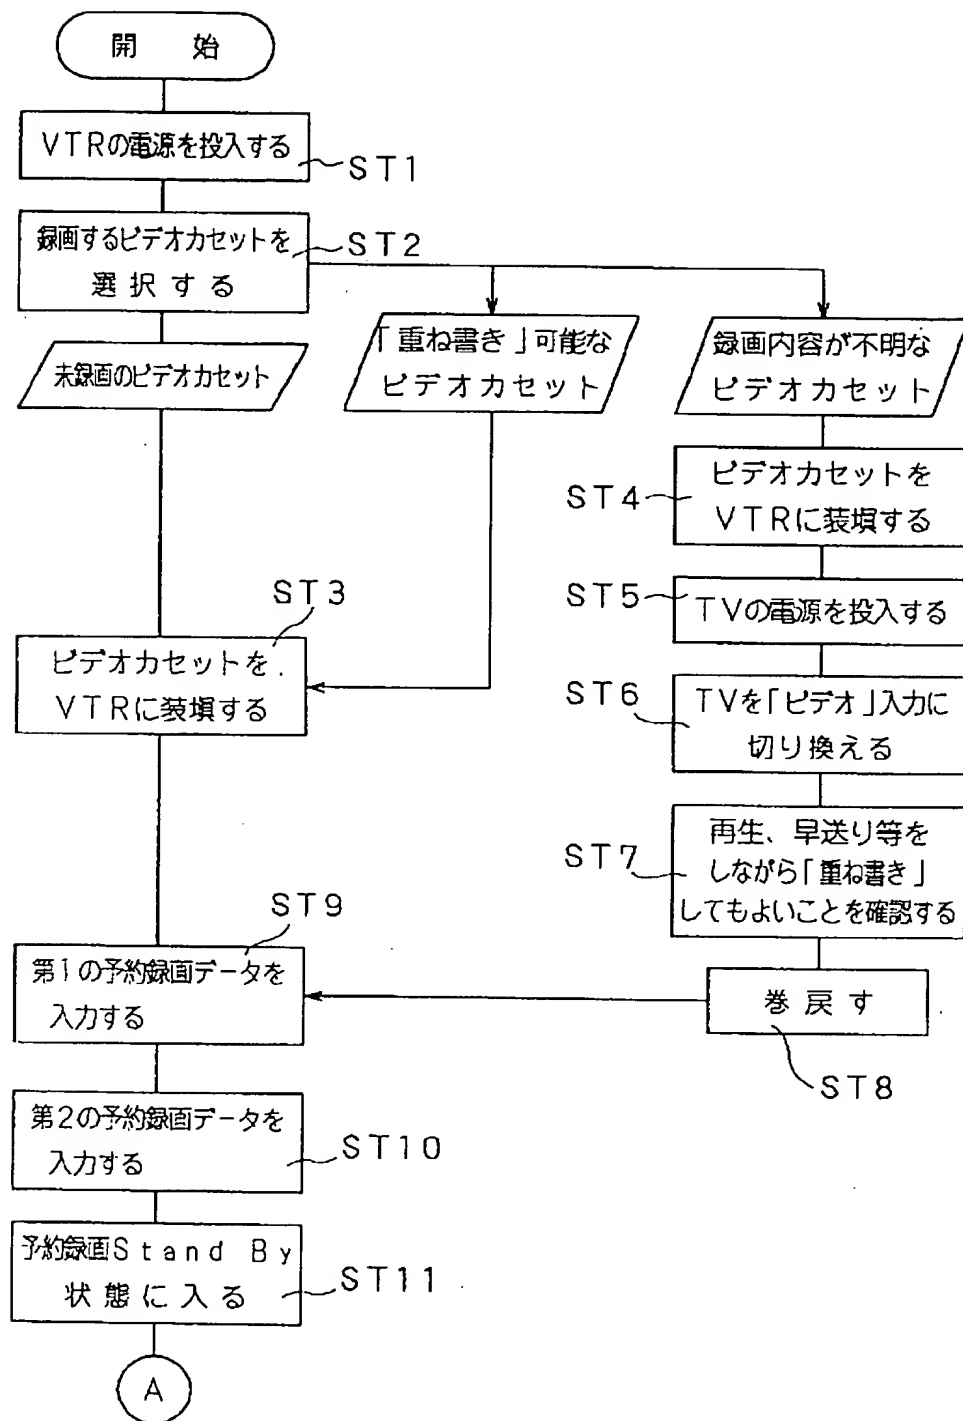 開 始
VTRの電源を投入する
ST1
録画するビデオカセットを
選択する
ST2
未録画のビデオカセット
「重ね書き」可能な
ビデオカセット
録画内容が不明な
ビデオカセット
ST4
ビデオカセットを
VTRに装填する
ST5
TVの電源を投入する
ST3
ビデオカセットを
VTRに装填する
ST6
TVを「ビデオ」入力に
切り換える
ST7
再生、早送り等を
しながら「重ね書き」
してもよいことを確認する
ST9
第1の予約録画データを
入力する
巻戻す
ST8
第2の予約録画データを
入力する
ST10
予約録画Stand By
状態に入る
ST11
A